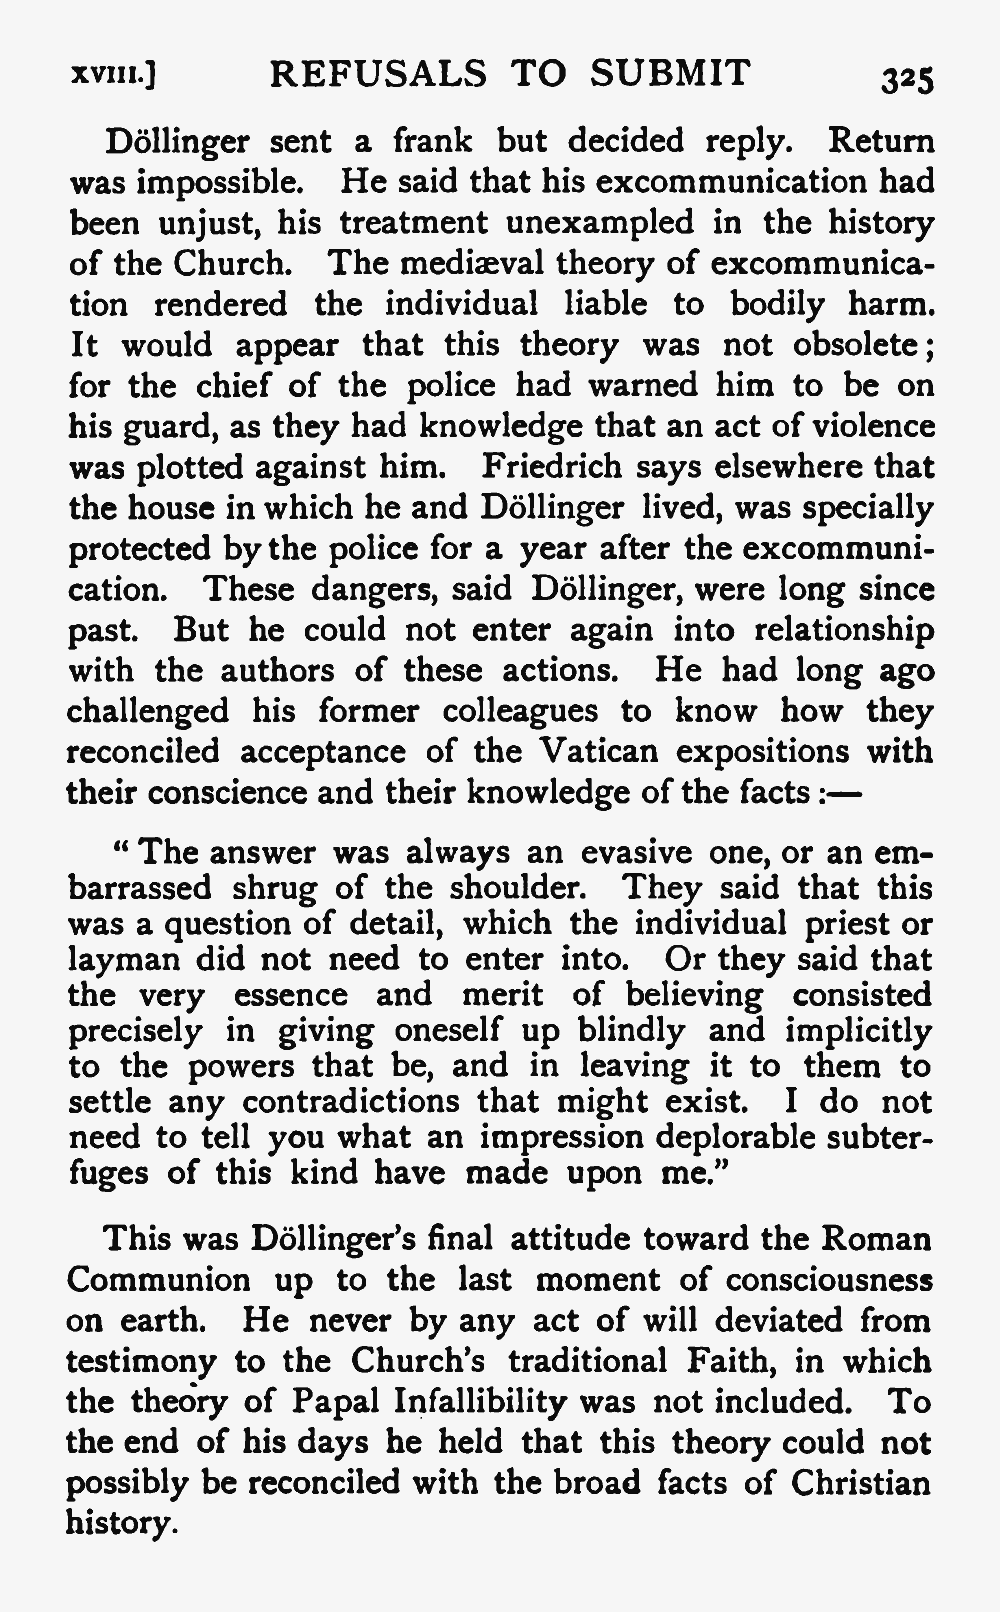 XVIII.] REFUSALS TO SUBMIT 325
Döllinger sent a frank but decided reply. Return
was impossible. He said that his excommunication had
been unjust, his treatment unexampled in the history
of the Church. The mediæval theory of excommunica-
tion rendered the individual liable to bodily harm.
It would appear that this theory was not obsolete;
for the chief of the police had warned him to be on
his guard, as they had knowledge that an act of violence
was plotted against him. Friedrich says elsewhere that
the house in which he and Döllinger lived, was specially
protected by the police for a year after the excommuni-
cation. These dangers, said Döllinger, were long since
past. But he could not enter again into relationship
with the authors of these actions. He had long ago
challenged his former colleagues to know how they
reconciled acceptance of the Vatican expositions with
their conscience and their knowledge of the facts:—
“The answer was always an evasive one, or an em-
barrassed shrug of the shoulder. They said that this
was a question of detail, which the individual priest or
layman did not need to enter into. Or they said that
the very essence and merit of believing consisted
precisely in giving oneself up blindly and implicitly
to the powers that be, and in leaving it to them to
settle any contradictions that might exist. I do not
need to tell you what an impression deplorable subter-
fuges of this kind have made upon me.”
This was Döllinger’s final attitude toward the Roman
Communion up to the last moment of consciousness
on earth. He never by any act of will deviated from
testimony to the Church’s traditional Faith, in which
the theory of Papal Infallibility was not included. To
the end of his days he held that this theory could not
possibly be reconciled with the broad facts of Christian
history.